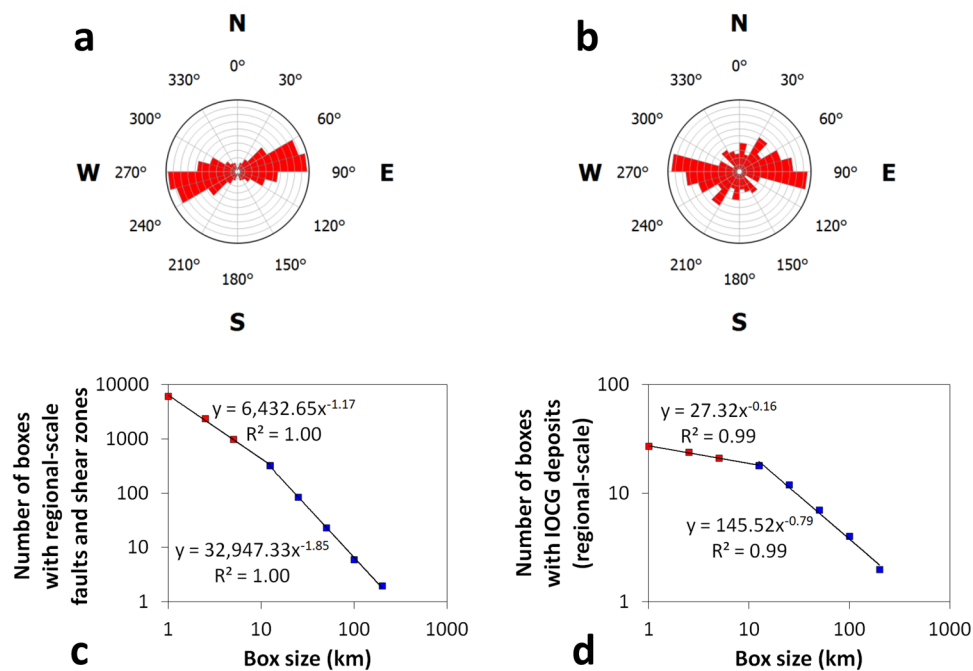 a
N
0°
30°
60°
90°
120°
150°
180°
210°
240°
270°
300°
330°
W
E
S
b
N
0°
30°
60°
90°
120°
150°
180°
210°
240°
270°
300°
330°
W
E
S
Number of boxes
with regional-scale
faults and shear zones
10000
1000
100
10
1
y = 6,432.65x^-1.17
R² = 1.00
y = 32,947.33x^-1.85
R² = 1.00
1
10
100
1000
c
Box size (km)
Number of boxes
with IOCG deposits
(regional-scale)
100
10
1
y = 27.32x^-0.16
R² = 0.99
y = 145.52x^-0.79
R² = 0.99
1
10
100
1000
d
Box size (km)